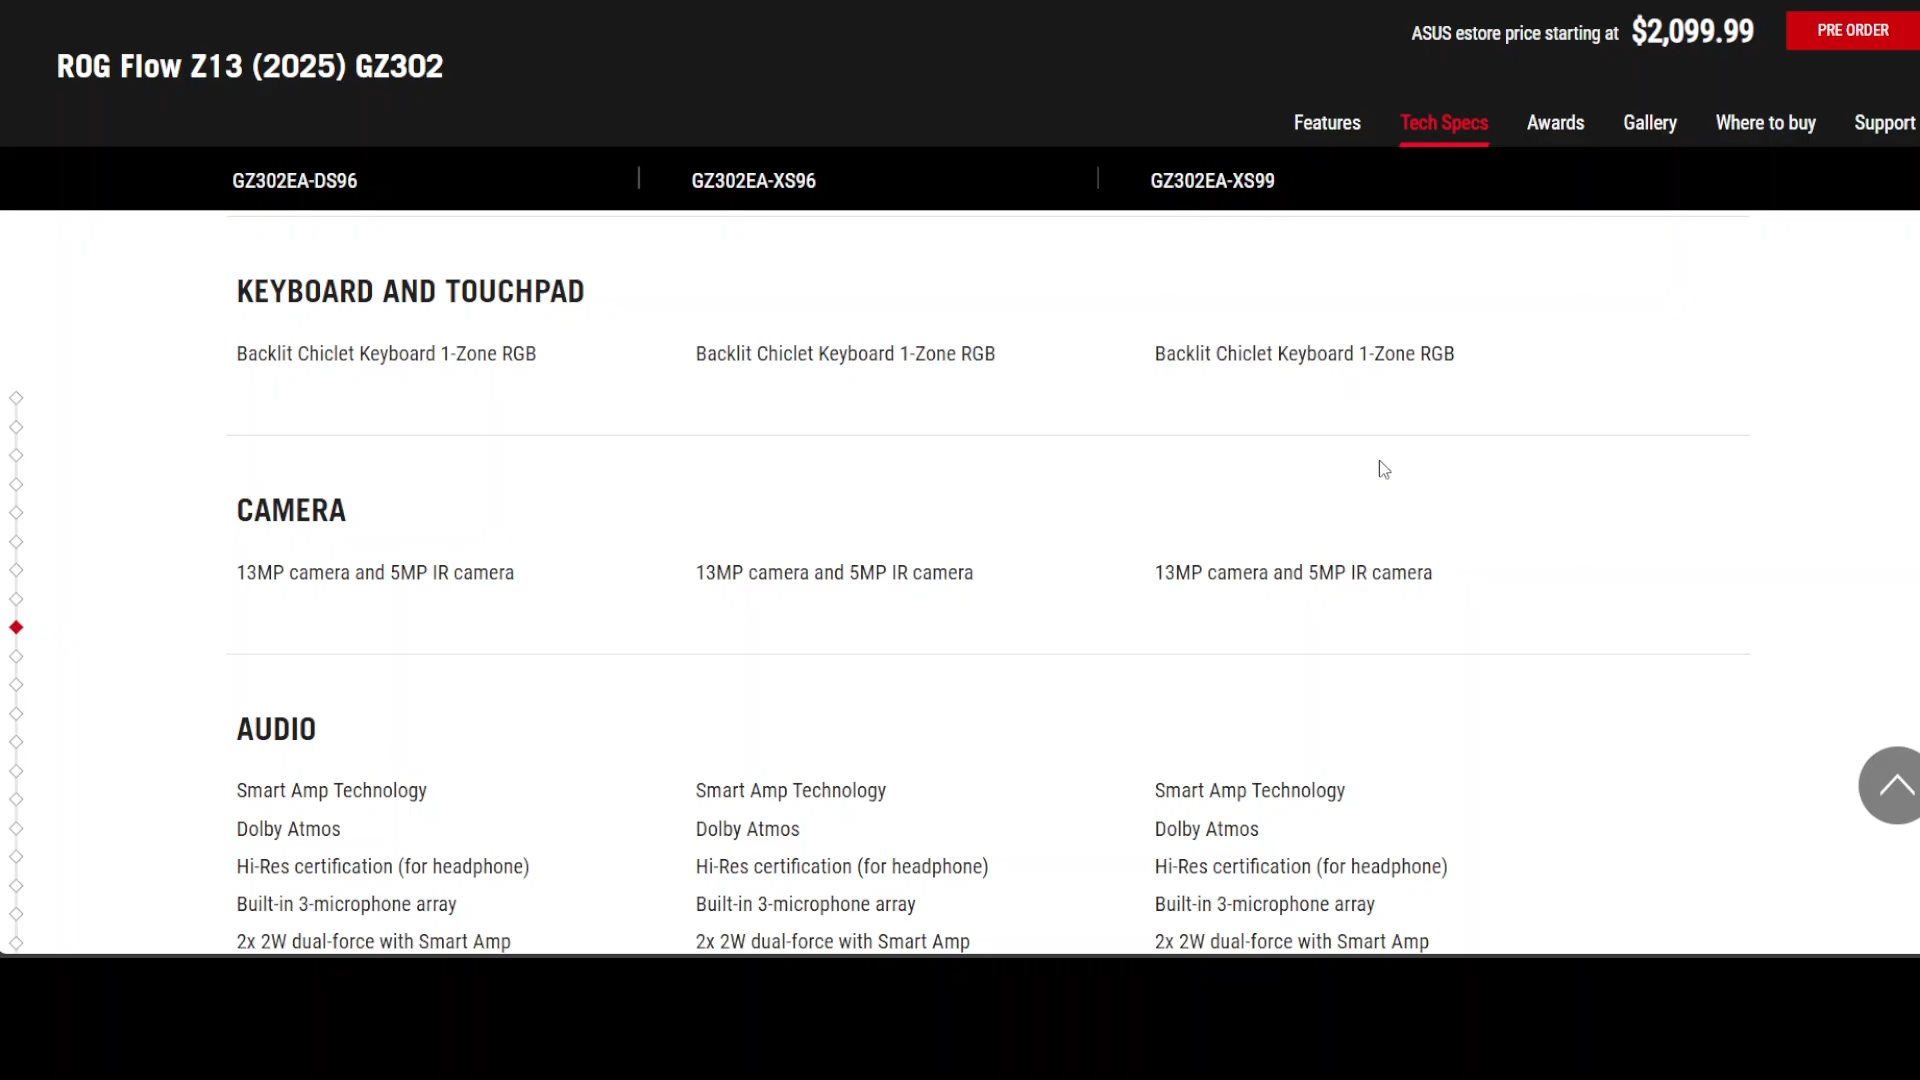 ASUS estore price starting at $2,099.99 PRE ORDER
ROG Flow Z13 (2025) GZ302
Features Tech Specs Awards Gallery Where to buy Support
GZ302EA-DS96 GZ302EA-XS96 GZ302EA-XS99
KEYBOARD AND TOUCHPAD
Backlit Chiclet Keyboard 1-Zone RGB Backlit Chiclet Keyboard 1-Zone RGB Backlit Chiclet Keyboard 1-Zone RGB
CAMERA
13MP camera and 5MP IR camera 13MP camera and 5MP IR camera 13MP camera and 5MP IR camera
AUDIO
Smart Amp Technology Smart Amp Technology Smart Amp Technology
Dolby Atmos Dolby Atmos Dolby Atmos
Hi-Res certification (for headphone) Hi-Res certification (for headphone) Hi-Res certification (for headphone)
Built-in 3-microphone array Built-in 3-microphone array Built-in 3-microphone array
2x 2W dual-force with Smart Amp 2x 2W dual-force with Smart Amp 2x 2W dual-force with Smart Amp